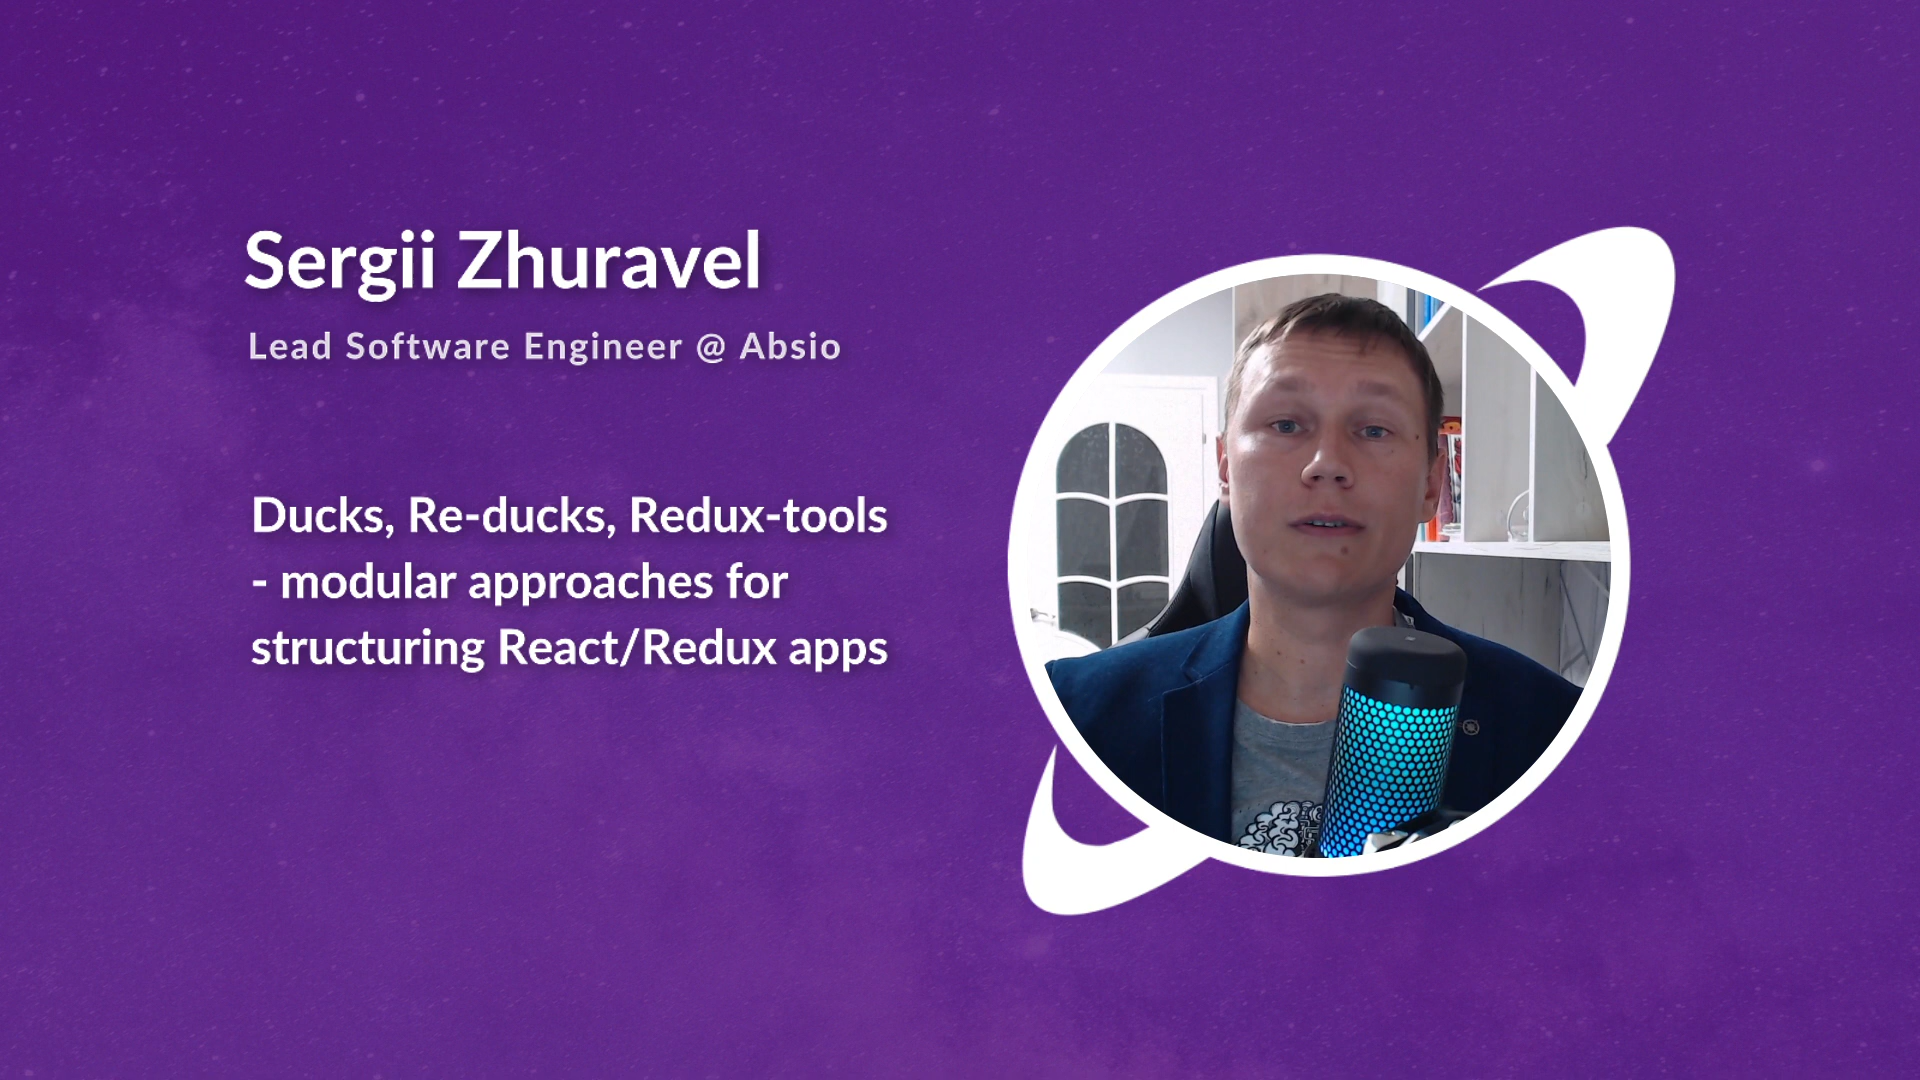 Sergii Zhuravel
Lead Software Engineer @ Absio
Ducks, Re-ducks, Redux-tools
- modular approaches for
structuring React/Redux apps